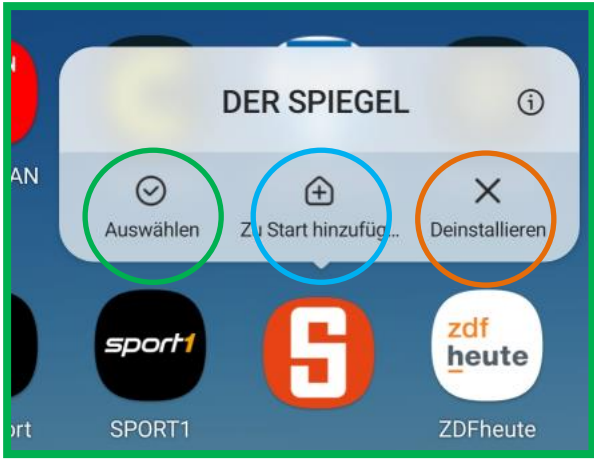 N
DER SPIEGEL
AN
Auswählen
Zu Start hinzufüg...
Deinstallieren
sport1
S
zdf
heute
ort
SPORT1
ZDFheute